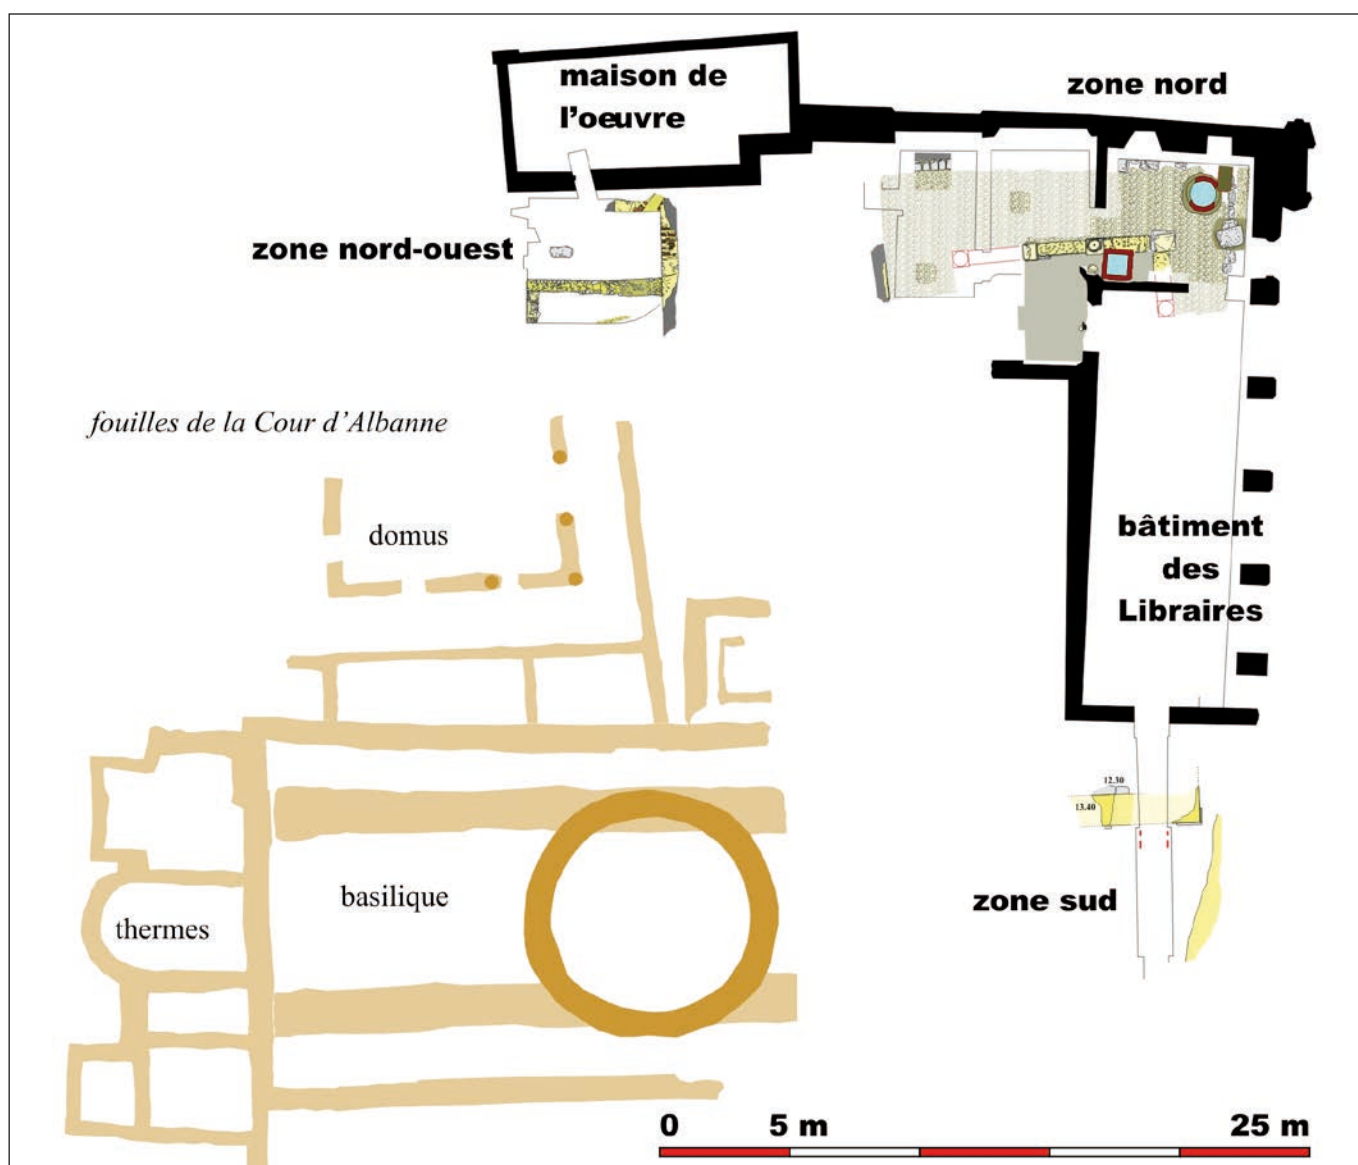 maison de
l'oeuvre
zone nord
zone nord-ouest
fouilles de la Cour d'Albanne
domus
bâtiment
des
Libraires
12.30
13.40
basilique
zone sud
thermes
0 5 m 25 m